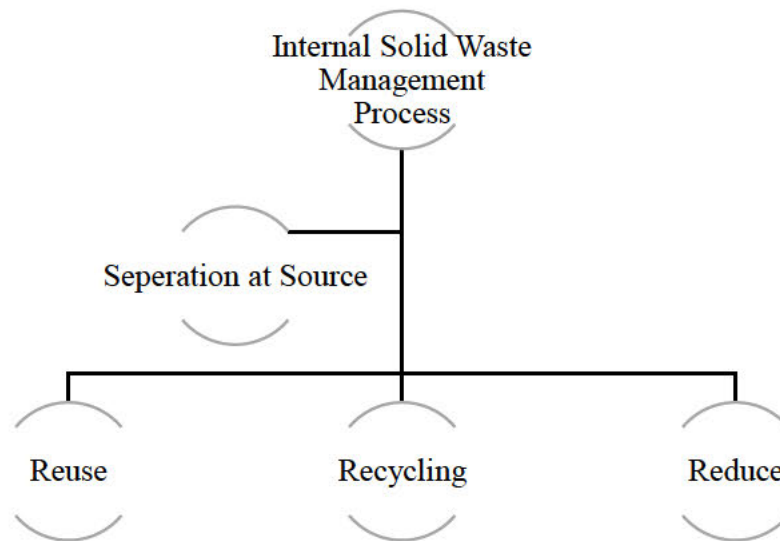 Internal Solid Waste
Management
Process
Seperation at Source
Reuse
Recycling
Reduce